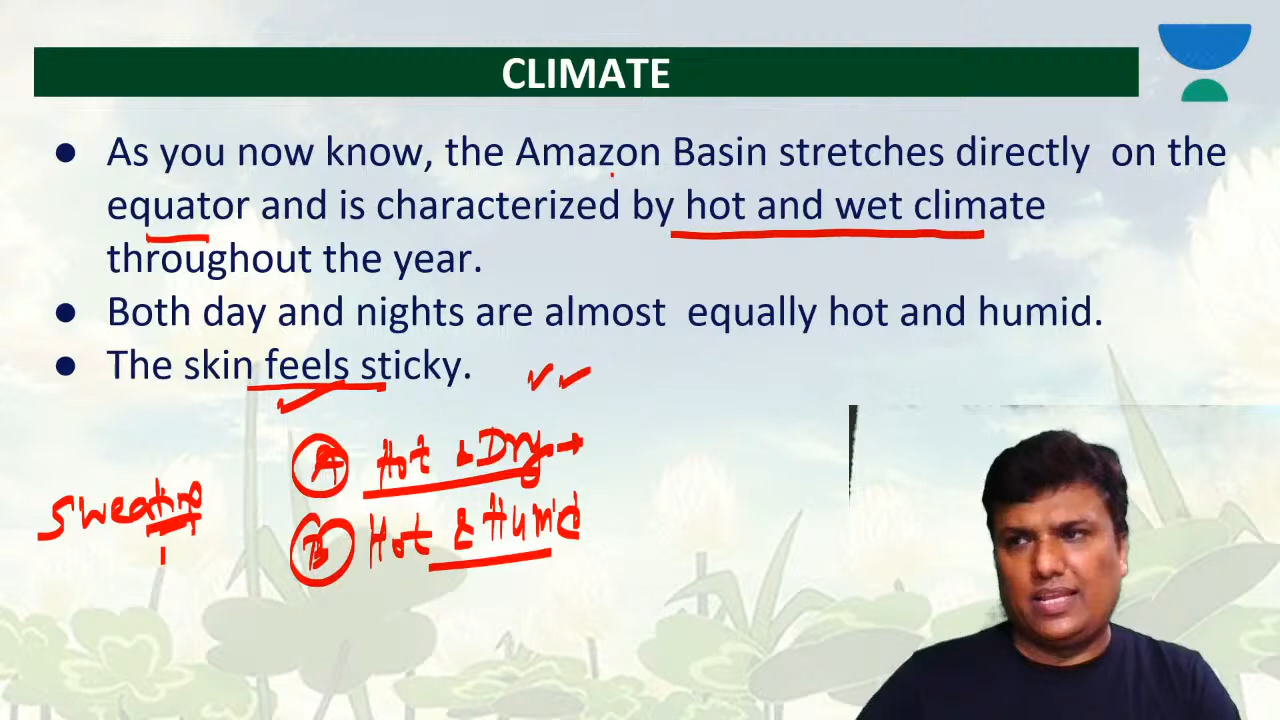 CLIMATE
● As you now know, the Amazon Basin stretches directly on the
equator and is characterized by hot and wet climate
throughout the year.
● Both day and nights are almost equally hot and humid.
● The skin feels sticky.
A Hot & Dry
Sweating
B Hot & Humid